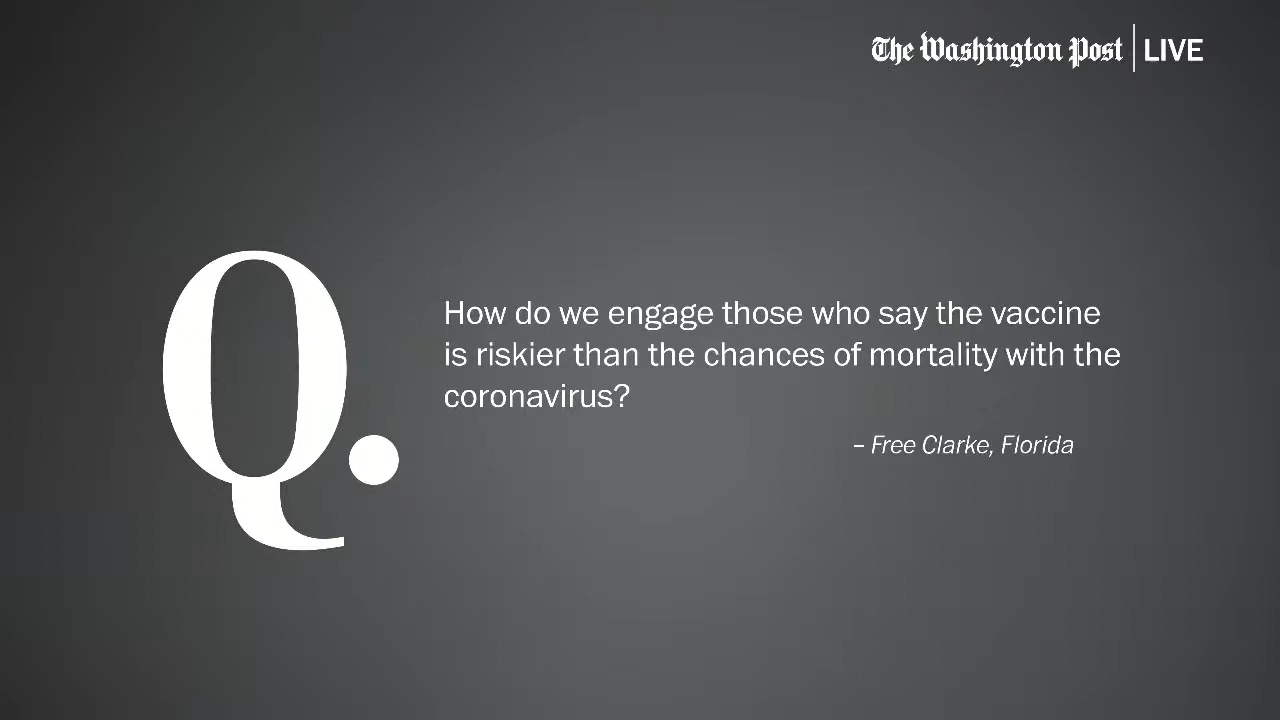 The Washington Post LIVE
Q.
How do we engage those who say the vaccine
is riskier than the chances of mortality with the
coronavirus?
– Free Clarke, Florida